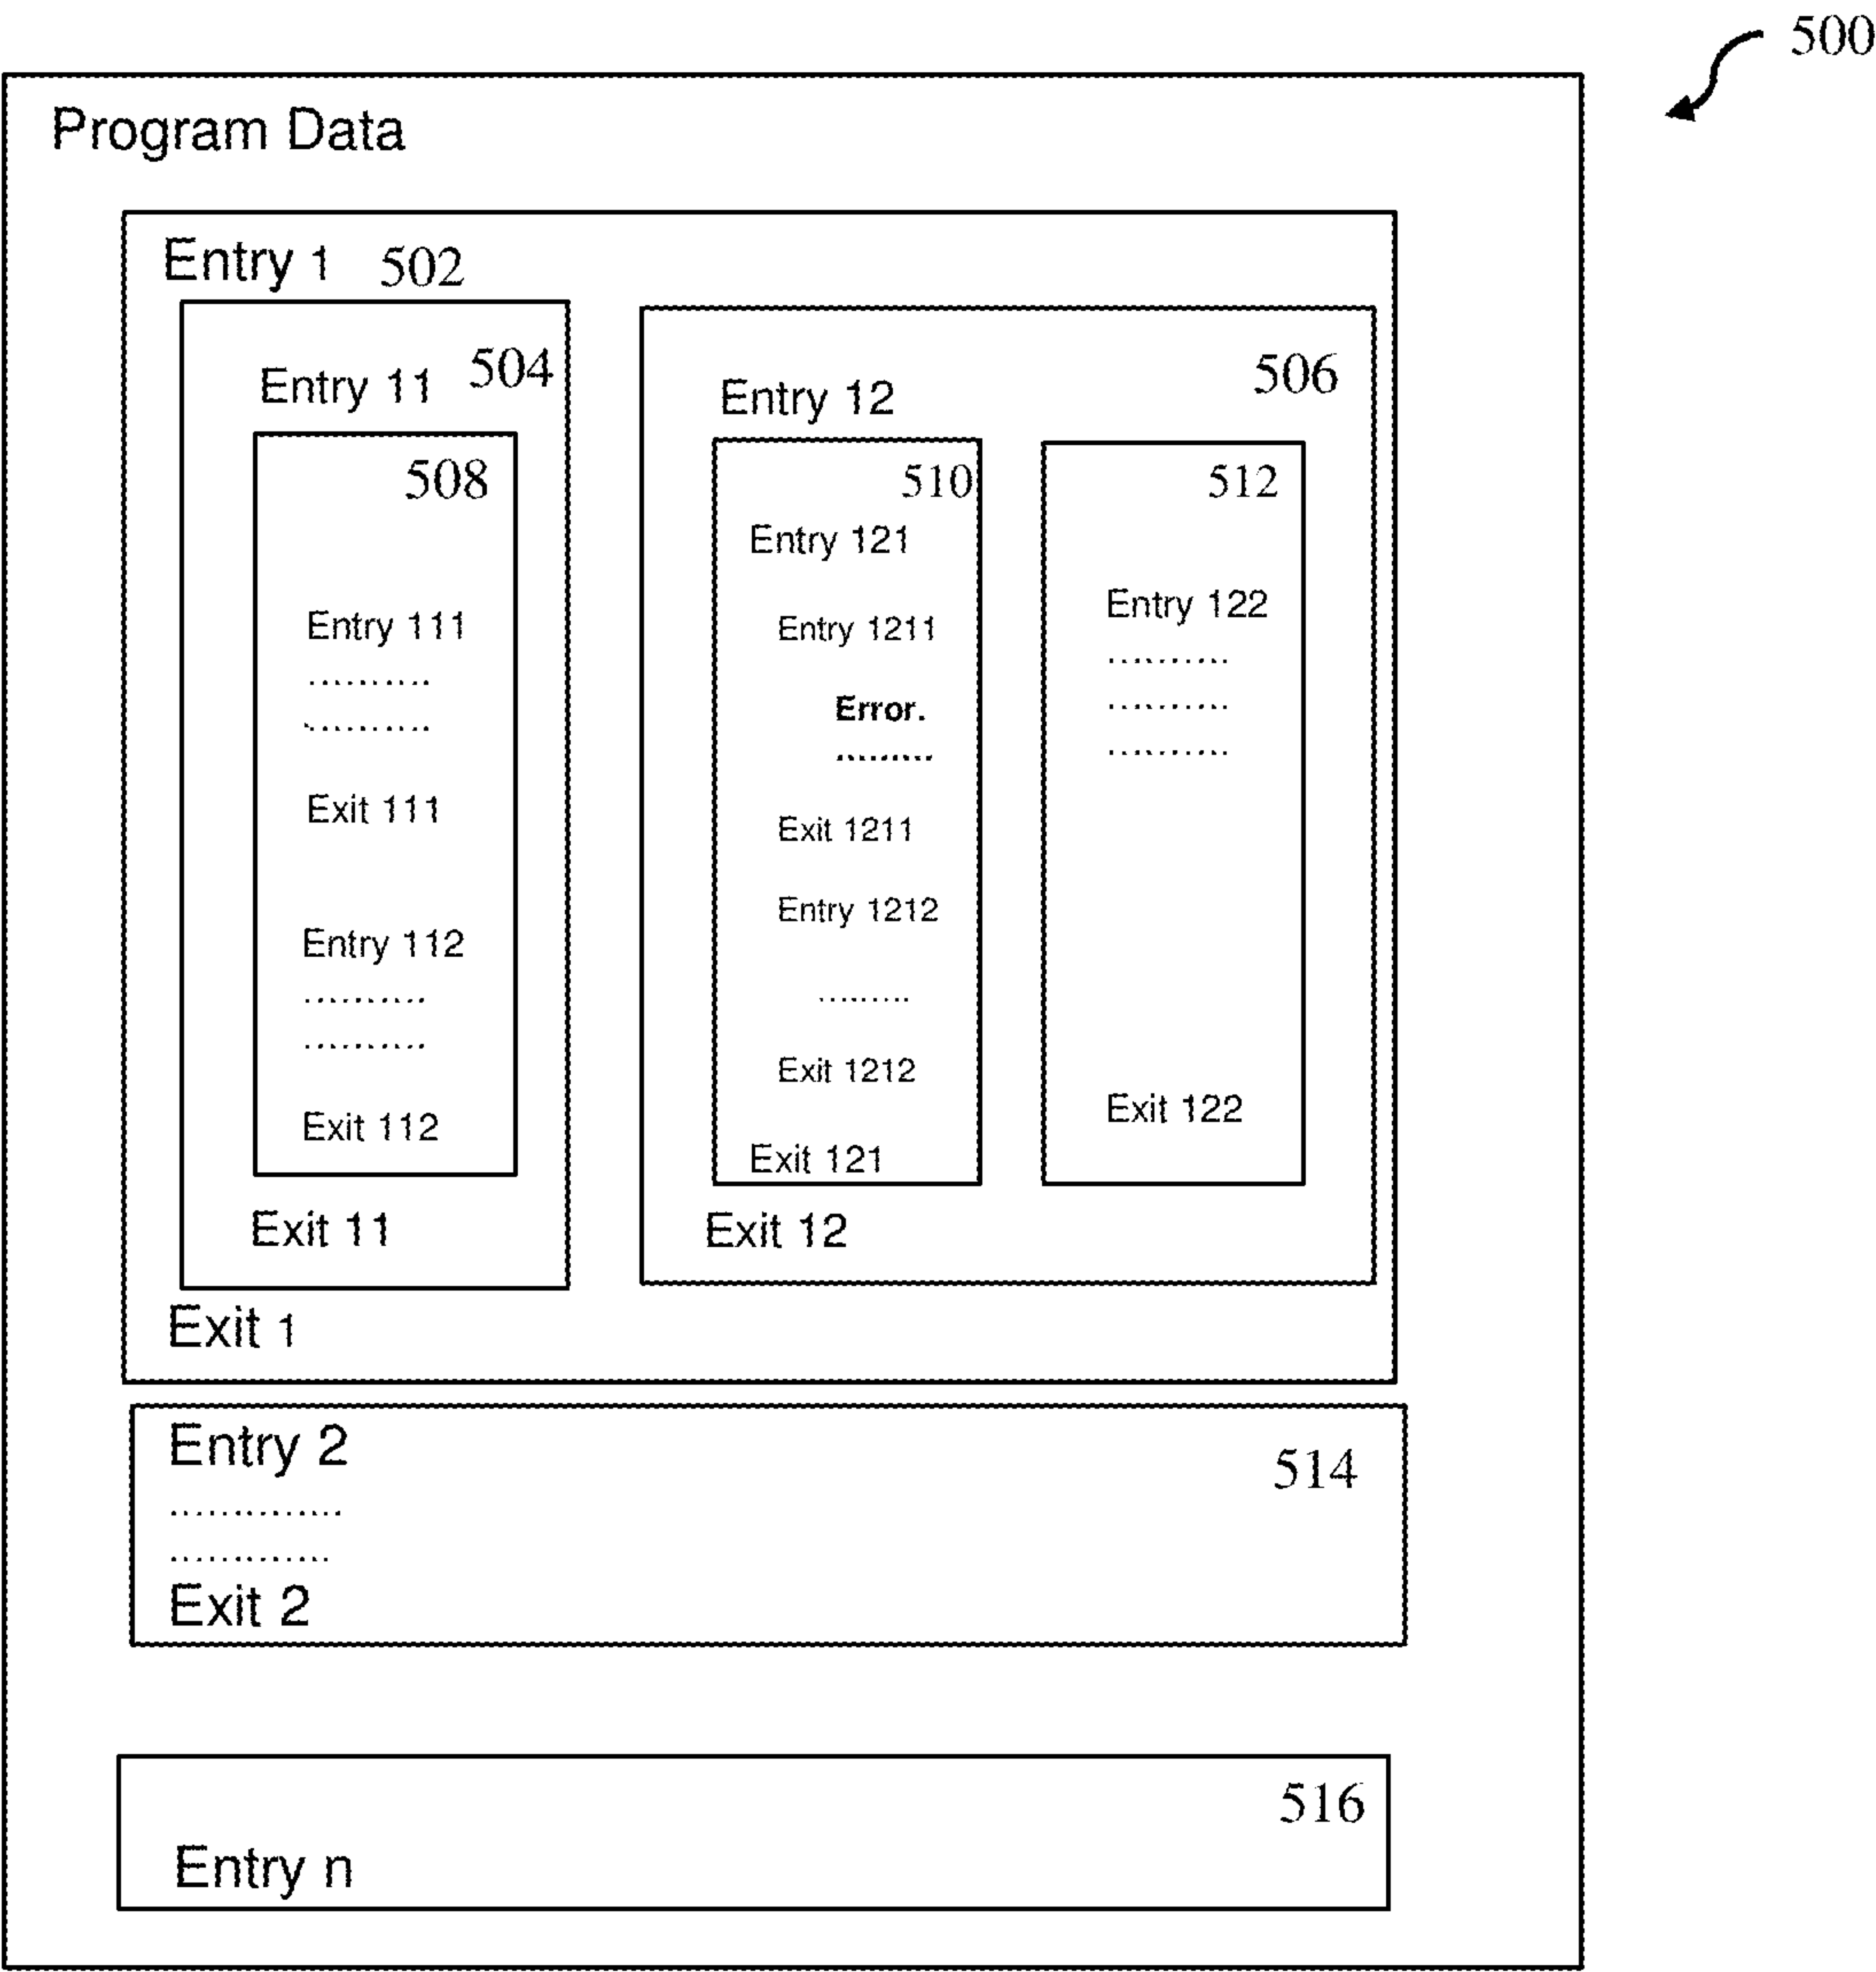 500
Program Data
Entry 1 502
Entry 11 504
508
Entry 111
..........
..........
Exit 111
Entry 112
..........
..........
Exit 112
Exit 11
Entry 12 506
510
Entry 121
Entry 1211
Error.
.........
Exit 1211
Entry 1212
.........
Exit 1212
Exit 121
512
Entry 122
..........
..........
..........
Exit 122
Exit 12
Exit 1
Entry 2 514
..............
.............
Exit 2
516
Entry n